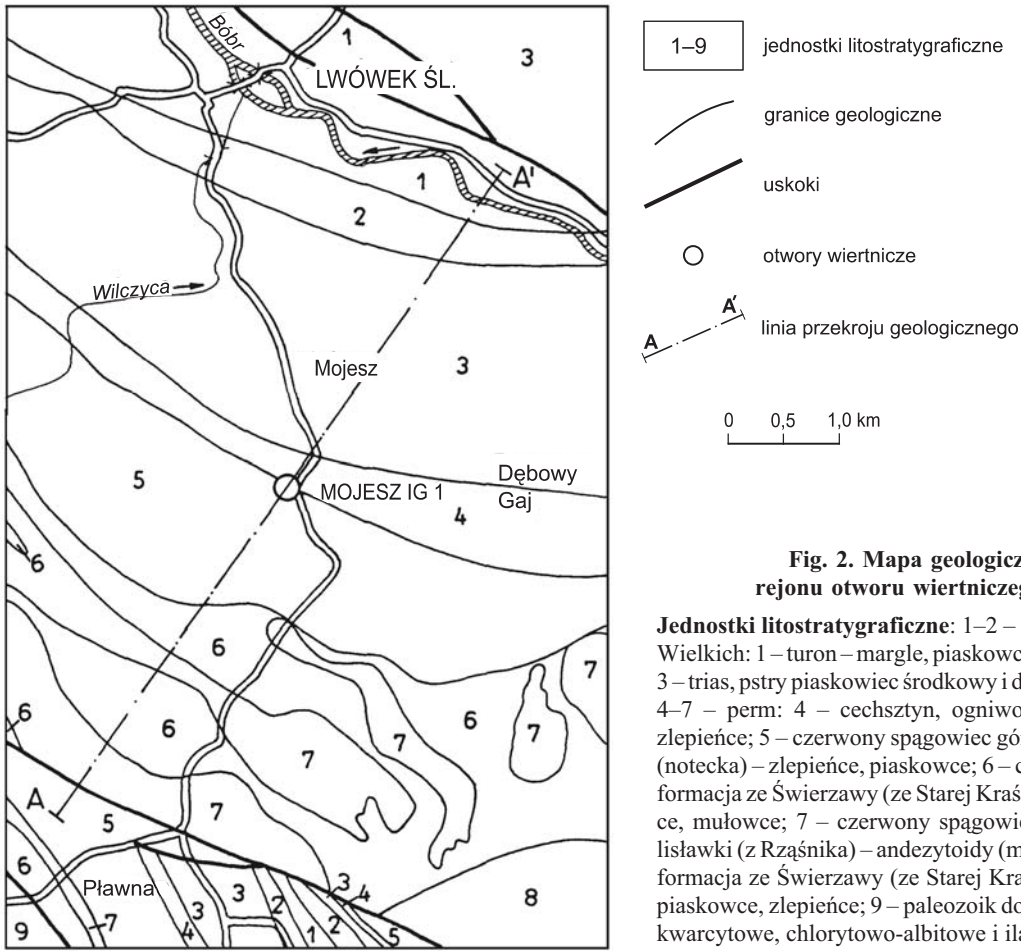 Bóbr
1
3
LWÓWEK ŚL.
1
A'
2
Wilczyca
Mojesz
3
5
MOJESZ IG 1
Dębowy
Gaj
4
6
6
7
6
6
7
6
7
7
7
A
5
7
6
Pławna
3
4
8
3
2
9
7
4
1
2
5
1–9
jednostki litostratygraficzne
granice geologiczne
uskoki
otwory wiertnicze
A
A'
linia przekroju geologicznego
0 0,5 1,0 km
Fig. 2. Mapa geologicz
rejonu otworu wiertnicze
Jednostki litostratygraficzne: 1–2 –
Wielkich: 1 – turon – margle, piaskowc
3 – trias, pstry piaskowiec środkowy i d
4–7 – perm: 4 – cechsztyn, ogniwo
zlepieńce; 5 – czerwony spągowiec gó
(notecka) – zlepieńce, piaskowce; 6 – c
formacja ze Świerzawy (ze Starej Kraś
ce, mułowce; 7 – czerwony spągowie
lisławki (z Rząśnika) – andezytoidy (m
formacja ze Świerzawy (ze Starej Kra
piaskowce, zlepieńce; 9 – paleozoik do
kwarcytowe, chlorytowo-albitowe i iła